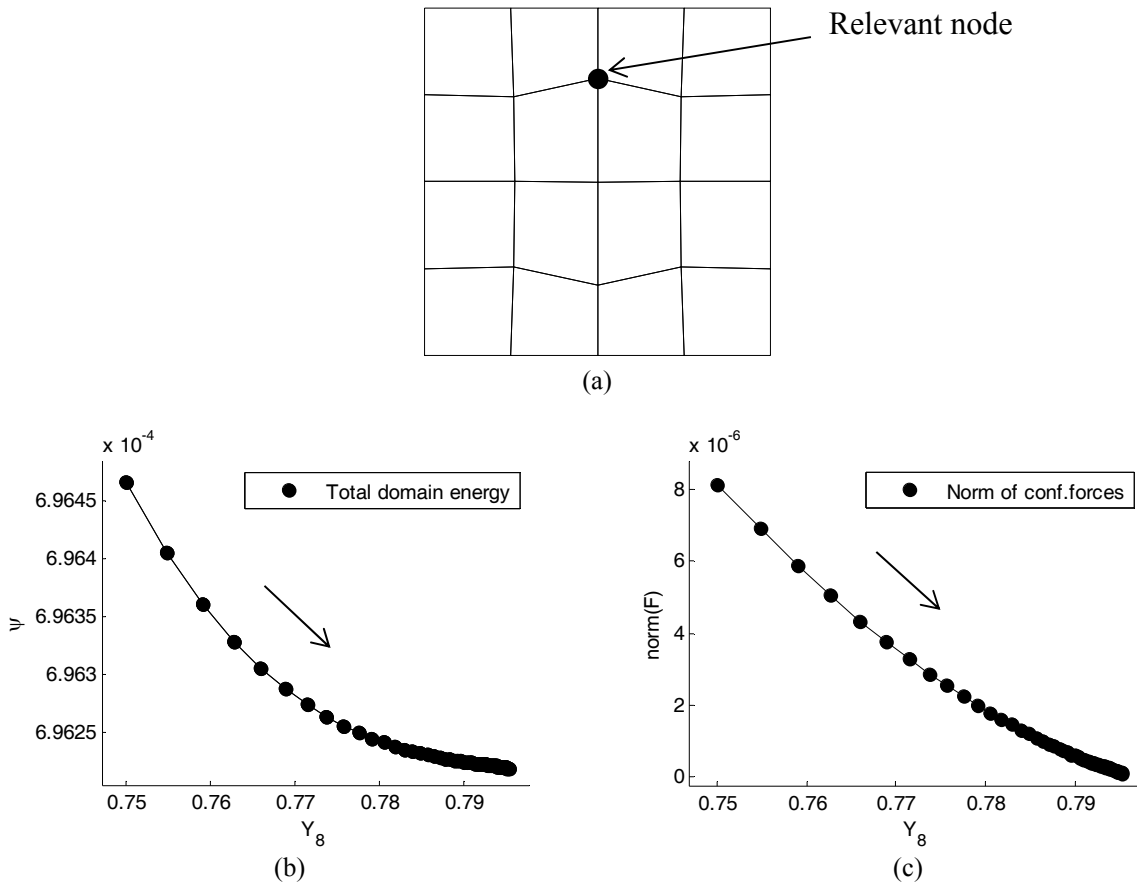 Relevant node
(a)
x 10-4
Total domain energy
6.9645
6.964
6.9635
6.963
6.9625
ψ
0.75 0.76 0.77 0.78 0.79
Y8
(b)
x 10-6
Norm of conf.forces
8
6
4
2
0
norm(F)
0.75 0.76 0.77 0.78 0.79
Y8
(c)